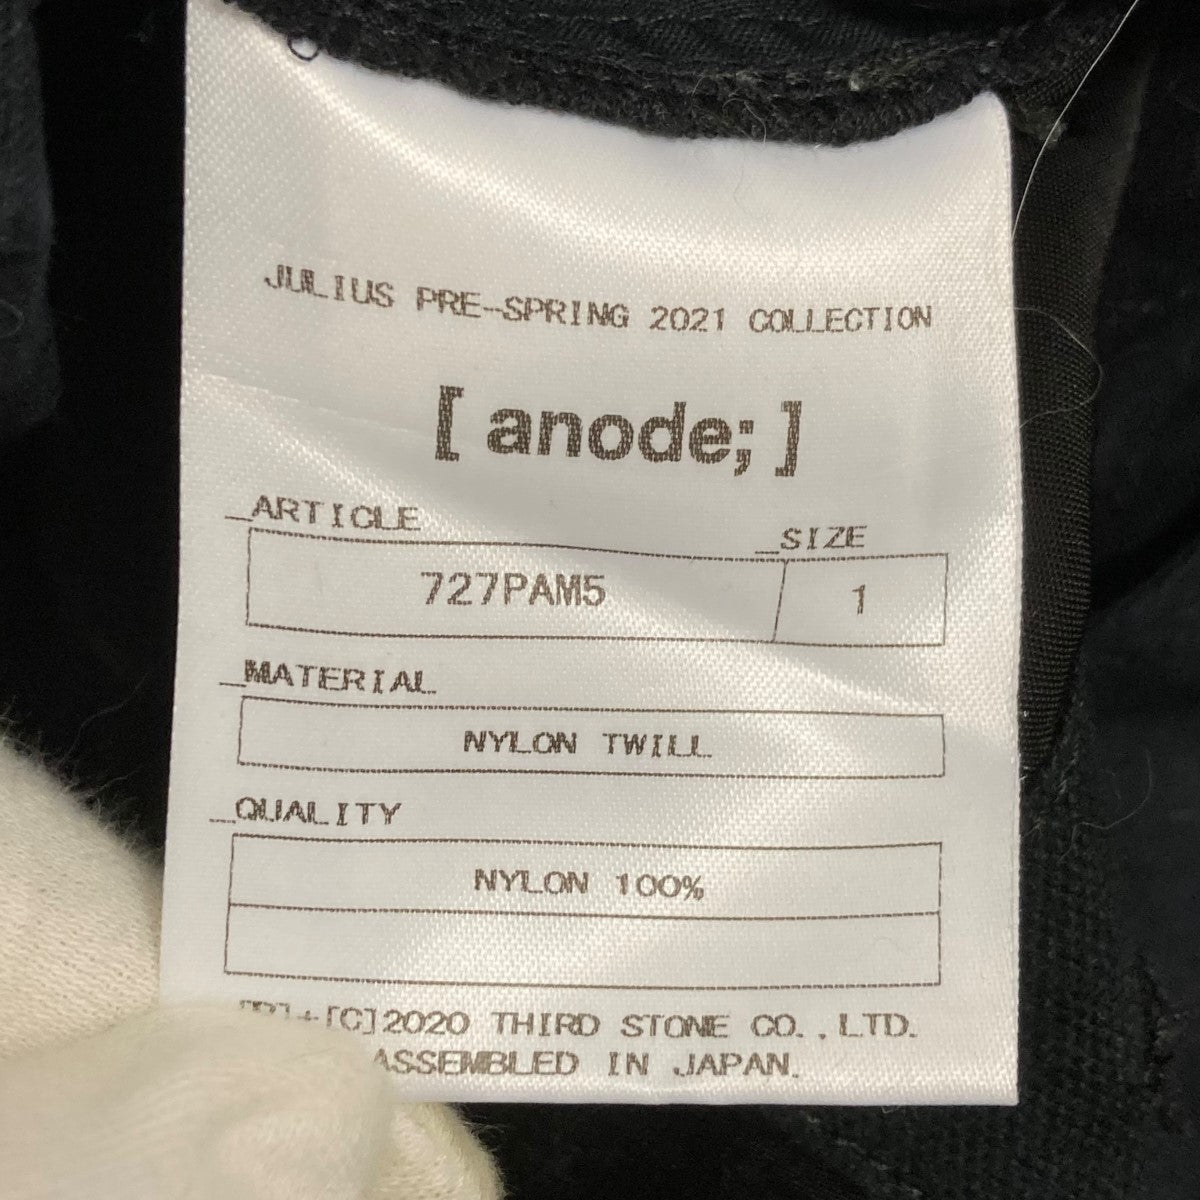 JULIUS PRE-SPRING 2021 COLLECTION
[ anode; ]
_ARTICLE
_SIZE
727PAM5
1
_MATERIAL
NYLON TWILL
_QUALITY
NYLON 100%
+[C]2020 THIRD STONE CO.,LTD.
ASSEMBLED IN JAPAN.